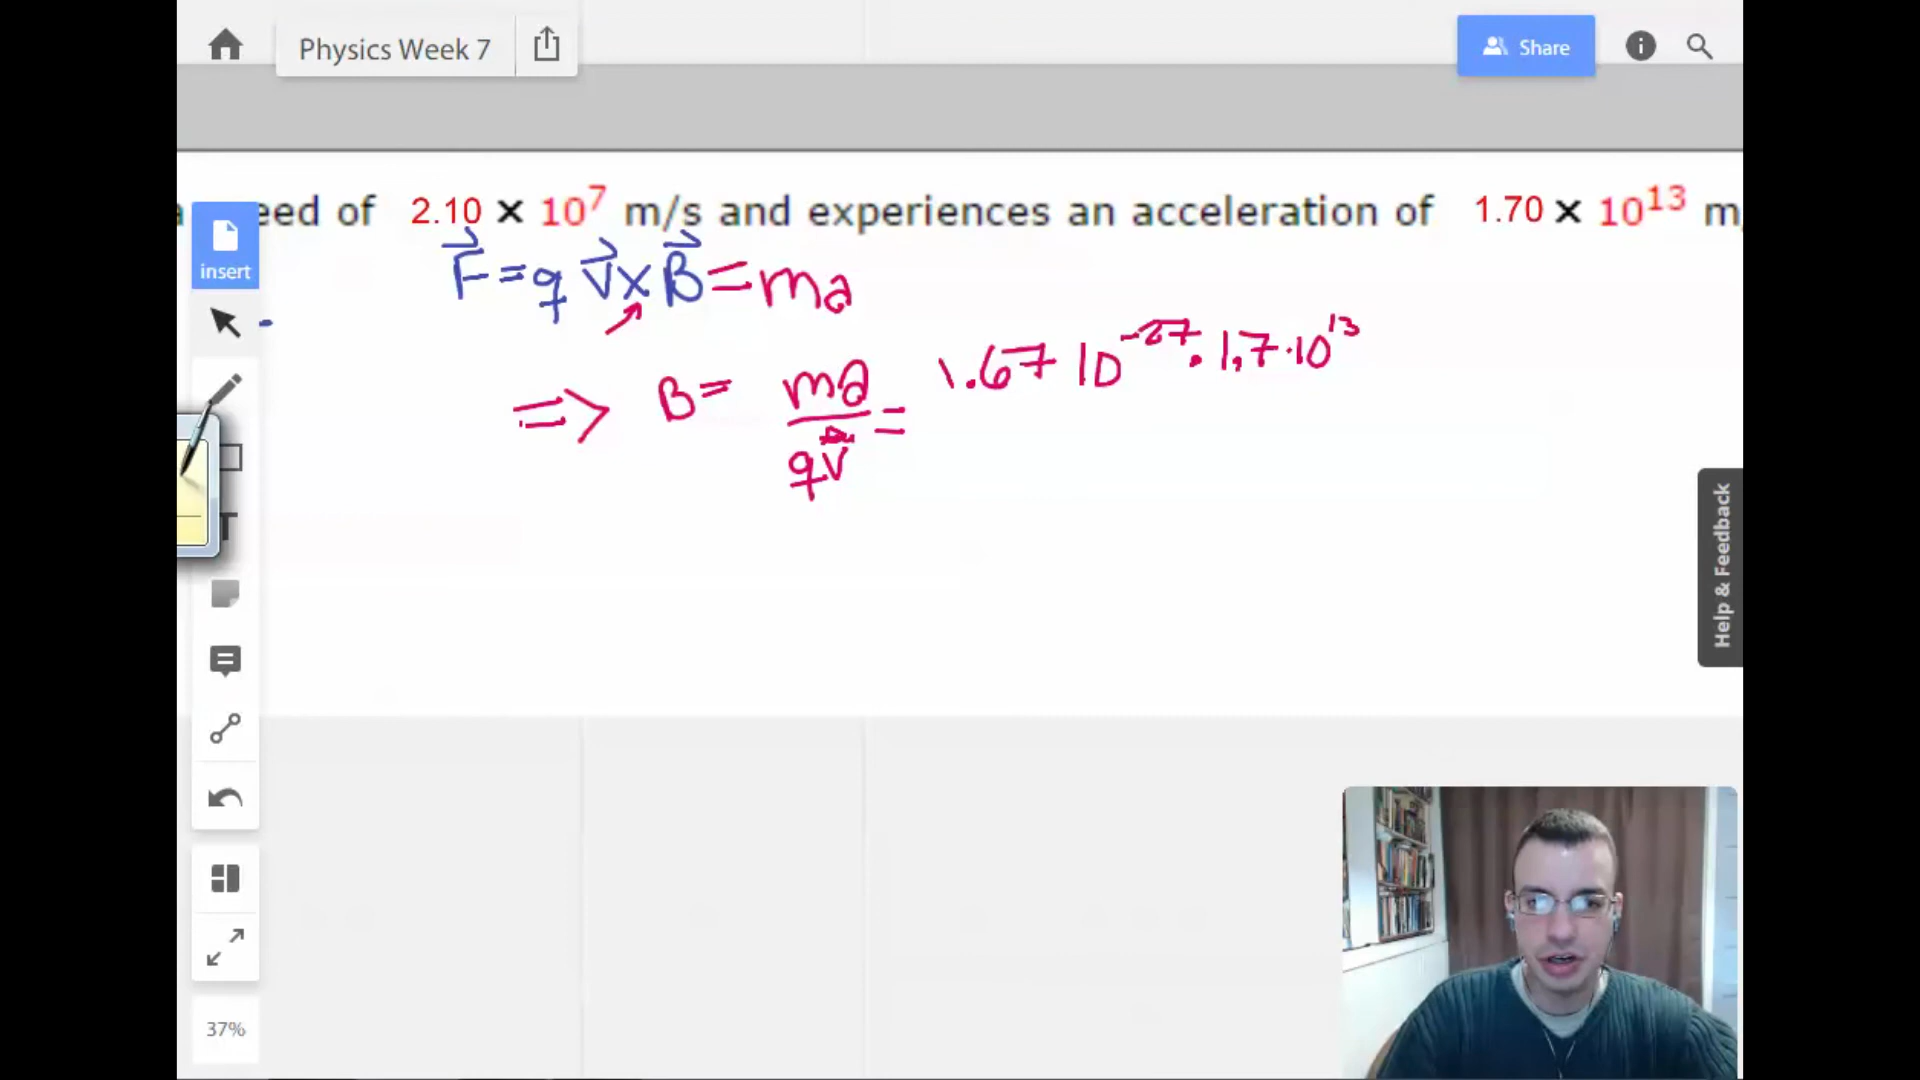 Physics Week 7
Share
eed of 2.10 × 10⁷ m/s and experiences an acceleration of 1.70 × 10¹³ m
insert
F⃗ = q v⃗ × B⃗ = ma
=> B = ma/qv = 1.67 10⁻²⁷ · 1,7 · 10¹³
T
Help & Feedback
37%